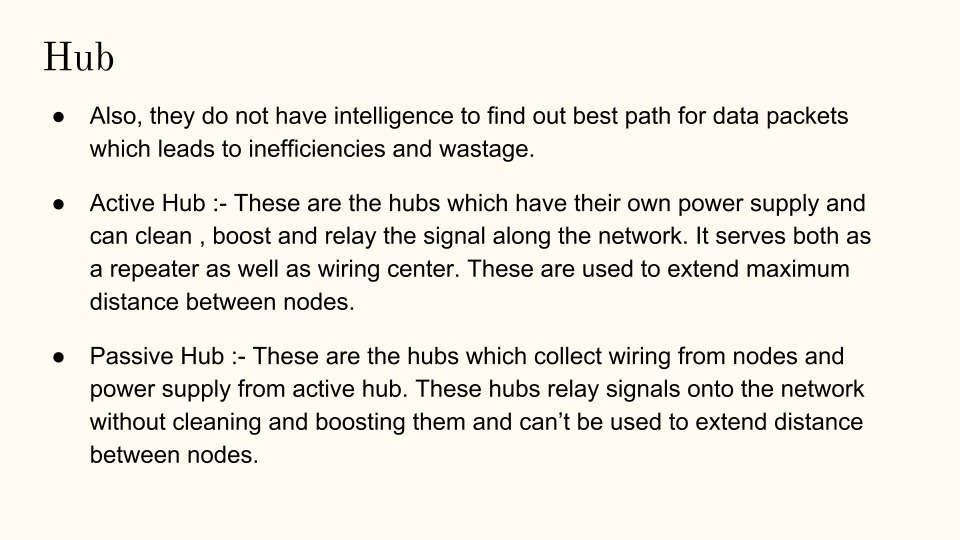 Hub
● Also, they do not have intelligence to find out best path for data packets
which leads to inefficiencies and wastage.
● Active Hub :- These are the hubs which have their own power supply and
can clean , boost and relay the signal along the network. It serves both as
a repeater as well as wiring center. These are used to extend maximum
distance between nodes.
● Passive Hub :- These are the hubs which collect wiring from nodes and
power supply from active hub. These hubs relay signals onto the network
without cleaning and boosting them and can’t be used to extend distance
between nodes.